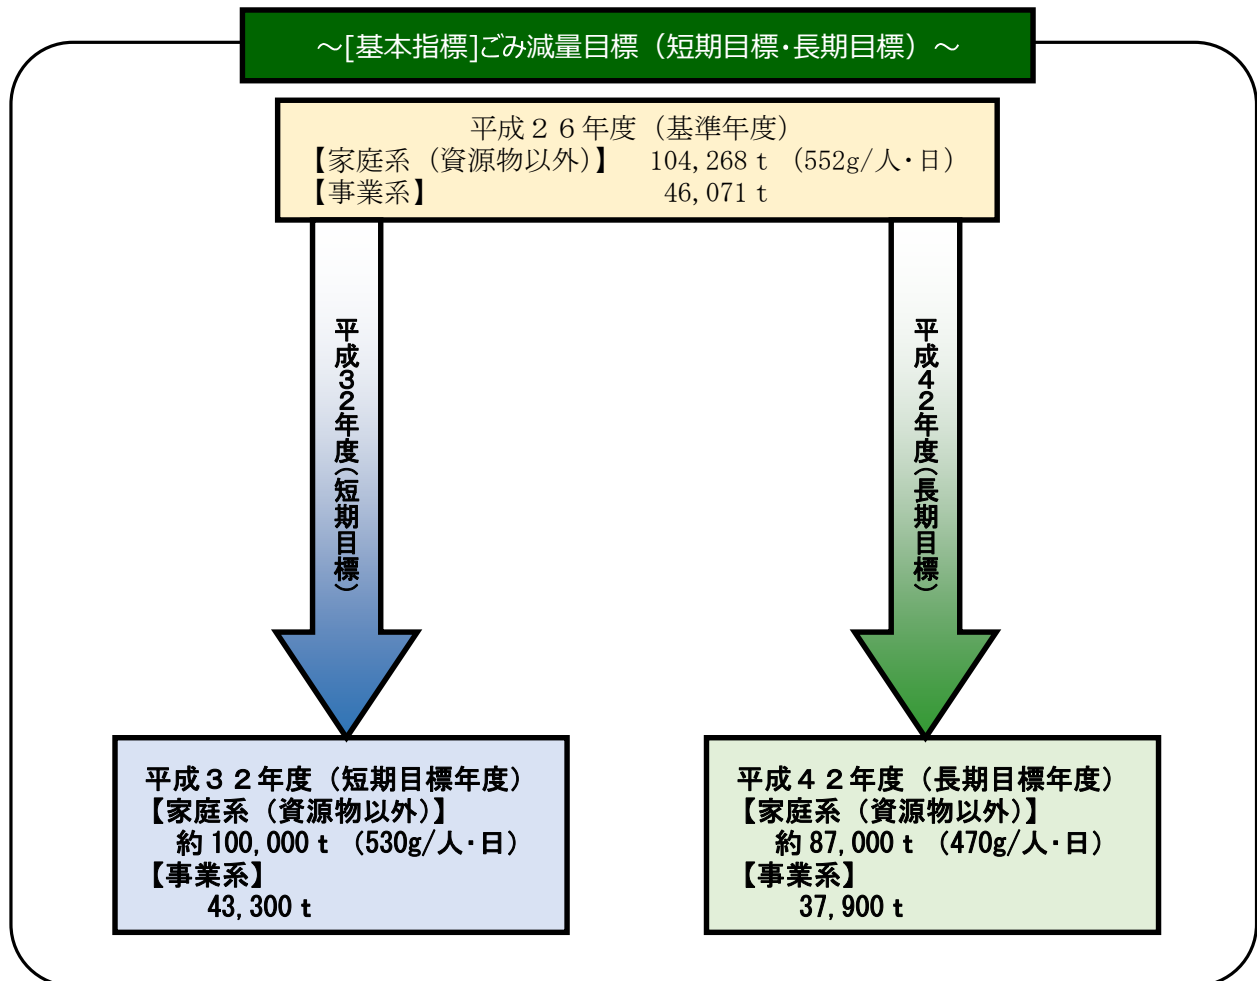 ～[基本指標]ごみ減量目標（短期目標・長期目標）～
平成２６年度（基準年度）
【家庭系（資源物以外）】　104,268ｔ（552g/人・日）
【事業系】　46,071ｔ
平成３２年度（短期目標）
平成４２年度（長期目標）
平成３２年度（短期目標年度）
【家庭系（資源物以外）】
約100,000ｔ（530g/人・日）
【事業系】
43,300ｔ
平成４２年度（長期目標年度）
【家庭系（資源物以外）】
約87,000ｔ（470g/人・日）
【事業系】
37,900ｔ